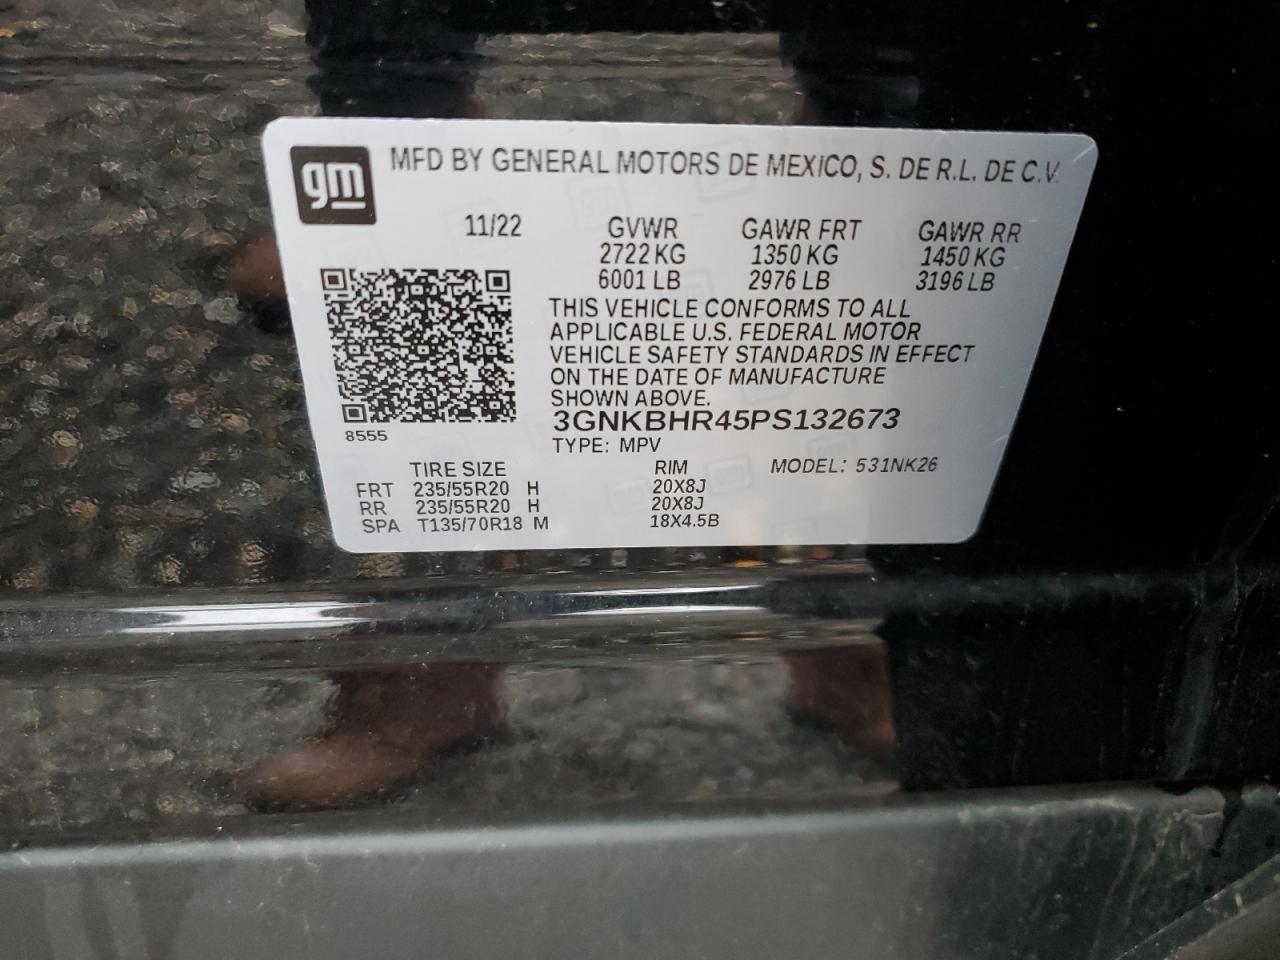 gm
MFD BY GENERAL MOTORS DE MEXICO, S. DE R.L. DE C.V.
11/22 GVWR GAWR FRT GAWR RR
2722 KG 1350 KG 1450 KG
6001 LB 2976 LB 3196 LB
THIS VEHICLE CONFORMS TO ALL
APPLICABLE U.S. FEDERAL MOTOR
VEHICLE SAFETY STANDARDS IN EFFECT
ON THE DATE OF MANUFACTURE
SHOWN ABOVE.
3GNKBHR45PS132673
8555
TYPE: MPV
TIRE SIZE RIM MODEL: 531NK26
FRT 235/55R20 H 20X8J
RR 235/55R20 H 20X8J
SPA T135/70R18 M 18X4.5B